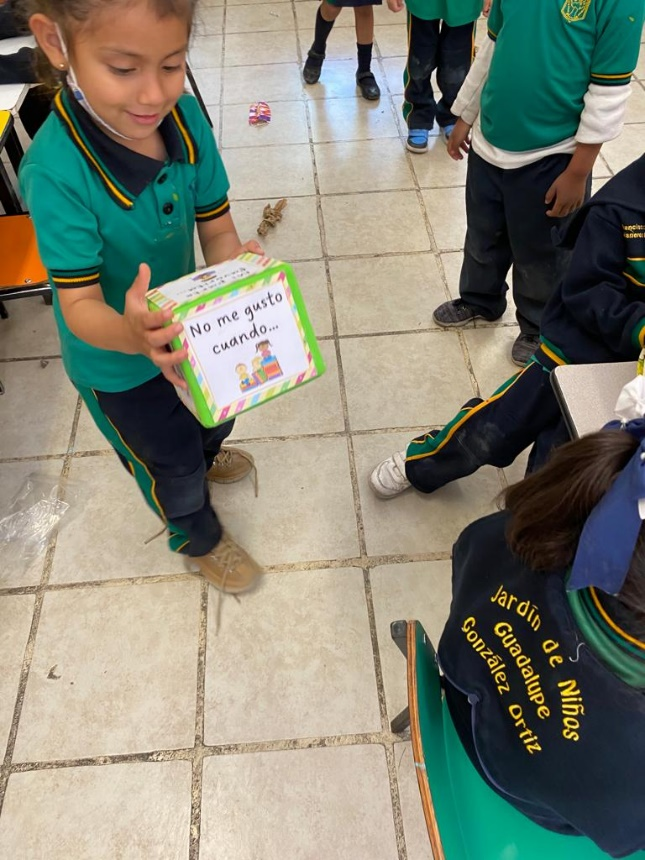 No me gusto
cuando...
Jardín de Niños
Guadalupe
González Ortiz